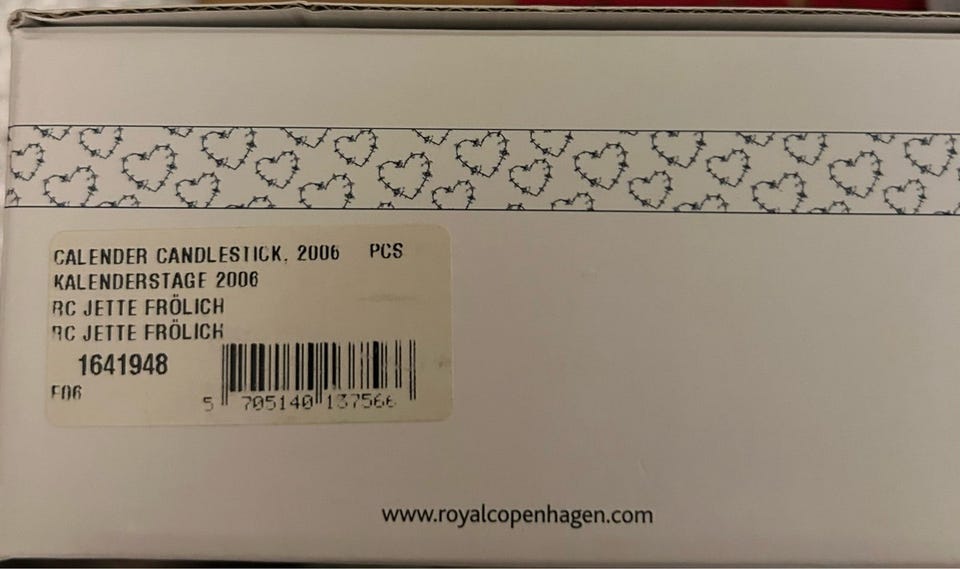 CALENDER CANDLESTICK, 2006 PCS
KALENDERSTAGE 2006
RC JETTE FRÖLICH
RC JETTE FRÖLICH
1641948
F06
5 705140 137566
www.royalcopenhagen.com